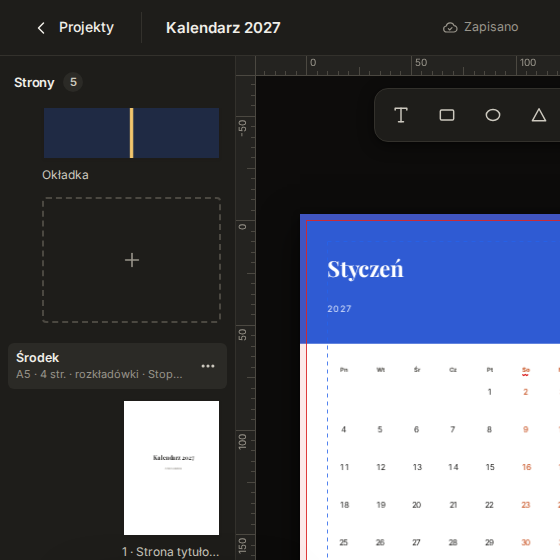 Projekty
Kalendarz 2027
Zapisano
Strony 5
0 50 100
-50
Okładka
0
Styczeń
2027
50
Środek
A5 · 4 str. · rozkładówki · Stop...
Pn Wt Śr Cz Pt So
1 2
4 5 6 7 8 9
100
Kalendarz 2027
11 12 13 14 15 16
18 19 20 21 22 23
150
25 26 27 28 29 30
1 · Strona tytuło...